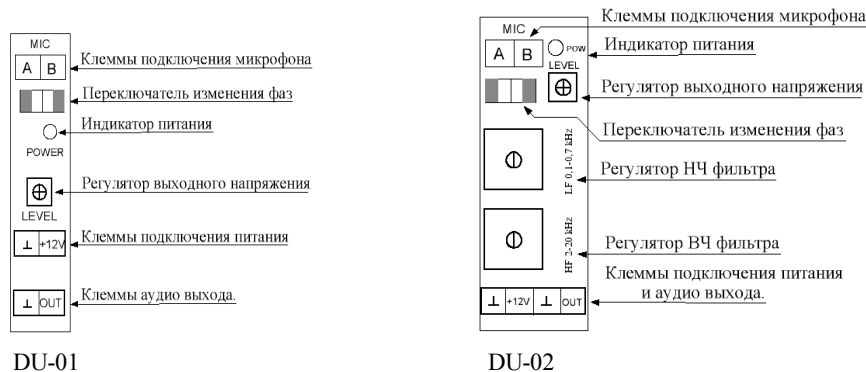 MIC
A B
Клеммы подключения микрофона
Переключатель изменения фаз
Индикатор питания
POWER
Регулятор выходного напряжения
LEVEL
⊥ +12V
Клеммы подключения питания
⊥ OUT
Клеммы аудио выхода.
DU-01
Клеммы подключения микрофона
MIC
A B
POW
Индикатор питания
LEVEL
Регулятор выходного напряжения
Переключатель изменения фаз
LF 0,1-0,7 kHz
Регулятор НЧ фильтра
HF 2-20 kHz
Регулятор ВЧ фильтра
Клеммы подключения питания
и аудио выхода.
⊥ +12V ⊥ OUT
DU-02